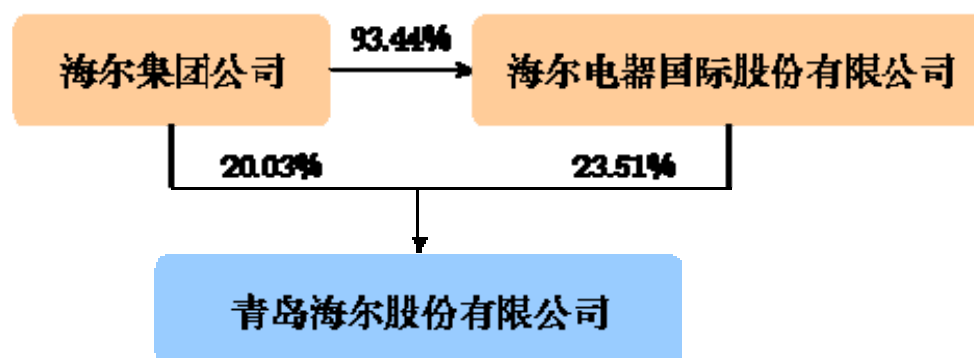 93.44%
海尔集团公司
海尔电器国际股份有限公司
20.03%
23.51%
青岛海尔股份有限公司